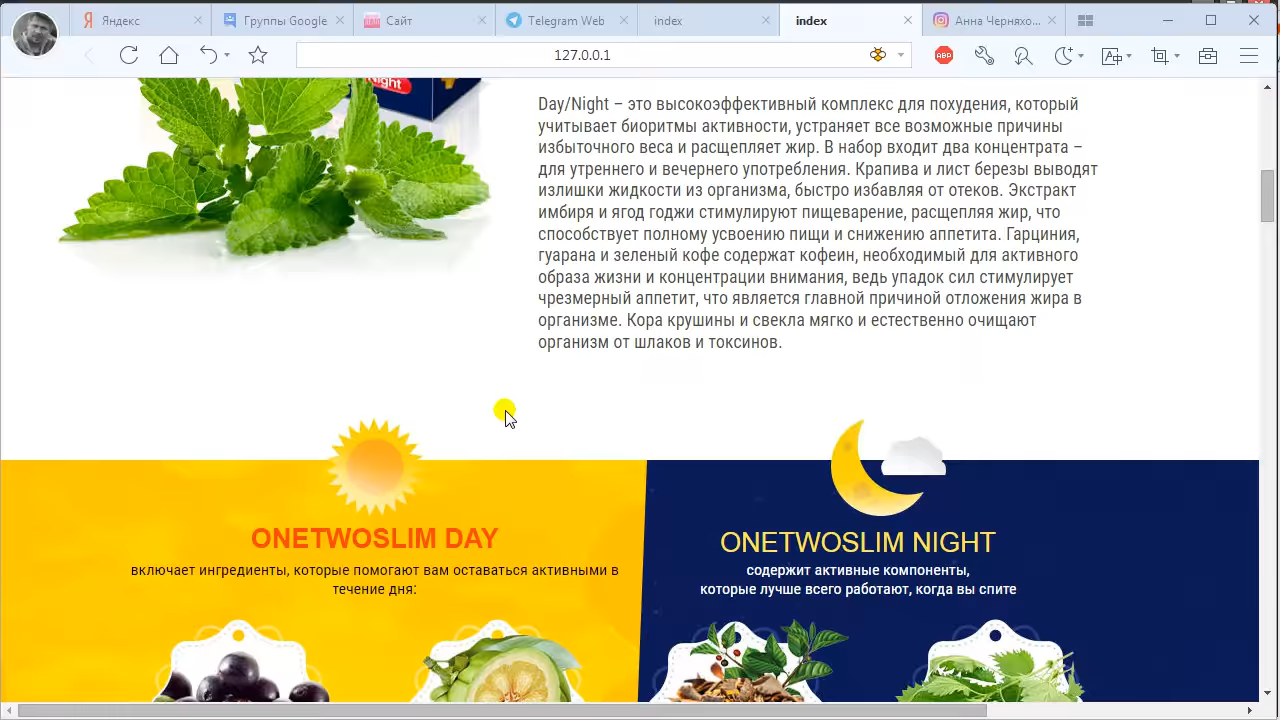 Яндекс
Группы Google
Сайт
Telegram Web
index
index
Анна Черняхо...
127.0.0.1
ABP
Night
Day/Night – это высокоэффективный комплекс для похудения, который
учитывает биоритмы активности, устраняет все возможные причины
избыточного веса и расщепляет жир. В набор входит два концентрата –
для утреннего и вечернего употребления. Крапива и лист березы выводят
излишки жидкости из организма, быстро избавляя от отеков. Экстракт
имбиря и ягод годжи стимулируют пищеварение, расщепляя жир, что
способствует полному усвоению пищи и снижению аппетита. Гарциния,
гуарана и зеленый кофе содержат кофеин, необходимый для активного
образа жизни и концентрации внимания, ведь упадок сил стимулирует
чрезмерный аппетит, что является главной причиной отложения жира в
организме. Кора крушины и свекла мягко и естественно очищают
организм от шлаков и токсинов.
ONETWOSLIM DAY
включает ингредиенты, которые помогают вам оставаться активными в
течение дня:
ONETWOSLIM NIGHT
содержит активные компоненты,
которые лучше всего работают, когда вы спите